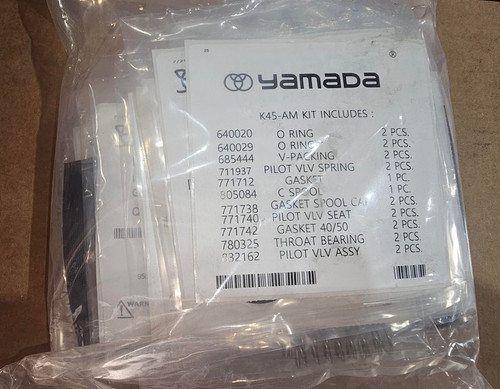 YAMADA ®
K45-AM KIT INCLUDES :
640020 O RING 2 PCS.
640029 O RING 2 PCS.
685444 V-PACKING 2 PCS.
711937 PILOT VLV SPRING 2 PCS.
771712 GASKET 1 PC.
805084 C SPOOL 1 PC.
771738 GASKET SPOOL CA 2 PCS.
771740 PILOT VLV SEAT 2 PCS.
771742 GASKET 40/50 2 PCS.
780325 THROAT BEARING 2 PCS.
832162 PILOT VLV ASSY 2 PCS.